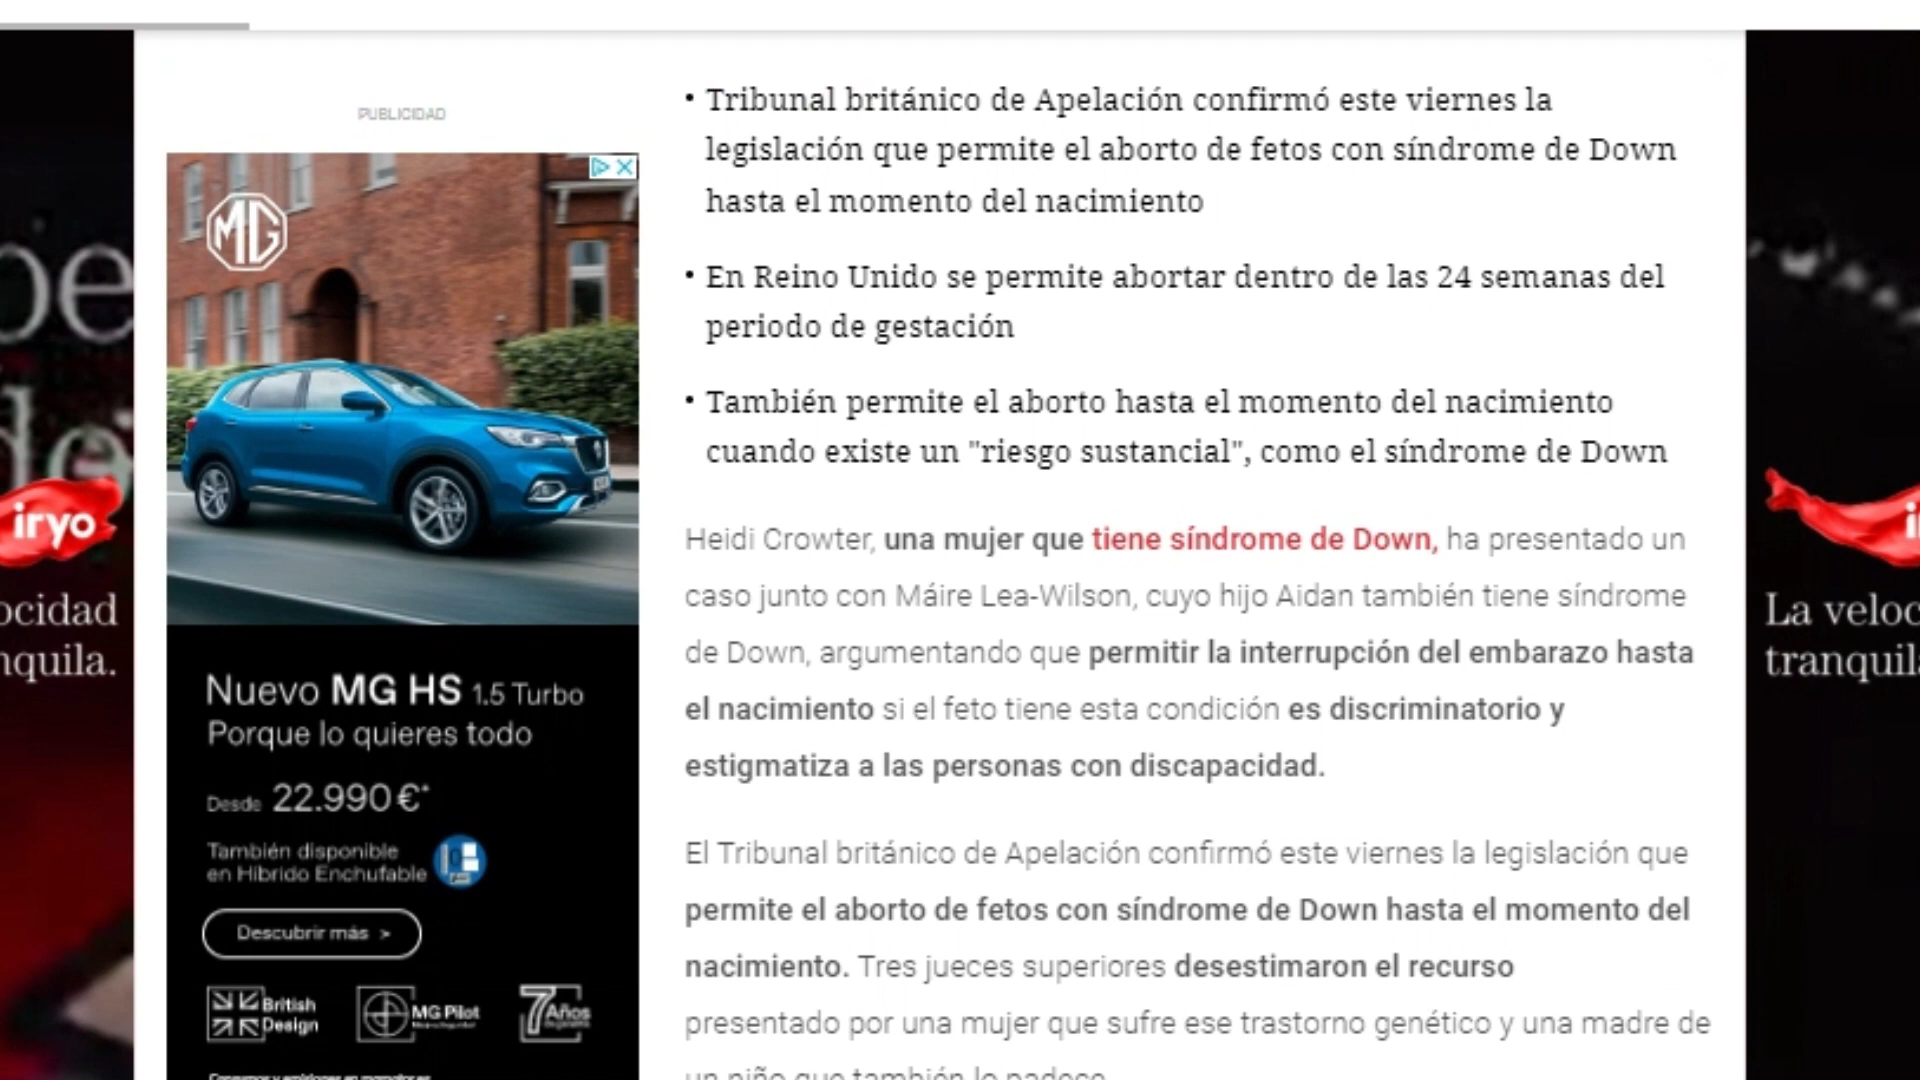 PUBLICIDAD
MG
Nuevo MG HS 1.5 Turbo
Porque lo quieres todo
Desde 22.990 €*
También disponible
en Híbrido Enchufable
Descubrir más >
British
Design
MG Pilot
7 Años
• Tribunal británico de Apelación confirmó este viernes la
legislación que permite el aborto de fetos con síndrome de Down
hasta el momento del nacimiento
• En Reino Unido se permite abortar dentro de las 24 semanas del
periodo de gestación
• También permite el aborto hasta el momento del nacimiento
cuando existe un "riesgo sustancial", como el síndrome de Down
Heidi Crowter, una mujer que tiene síndrome de Down, ha presentado un
caso junto con Máire Lea-Wilson, cuyo hijo Aidan también tiene síndrome
de Down, argumentando que permitir la interrupción del embarazo hasta
el nacimiento si el feto tiene esta condición es discriminatorio y
estigmatiza a las personas con discapacidad.
El Tribunal británico de Apelación confirmó este viernes la legislación que
permite el aborto de fetos con síndrome de Down hasta el momento del
nacimiento. Tres jueces superiores desestimaron el recurso
presentado por una mujer que sufre ese trastorno genético y una madre de
un niño que también lo padece.
iryo
ocidad
nquila.
La veloc
tranquila